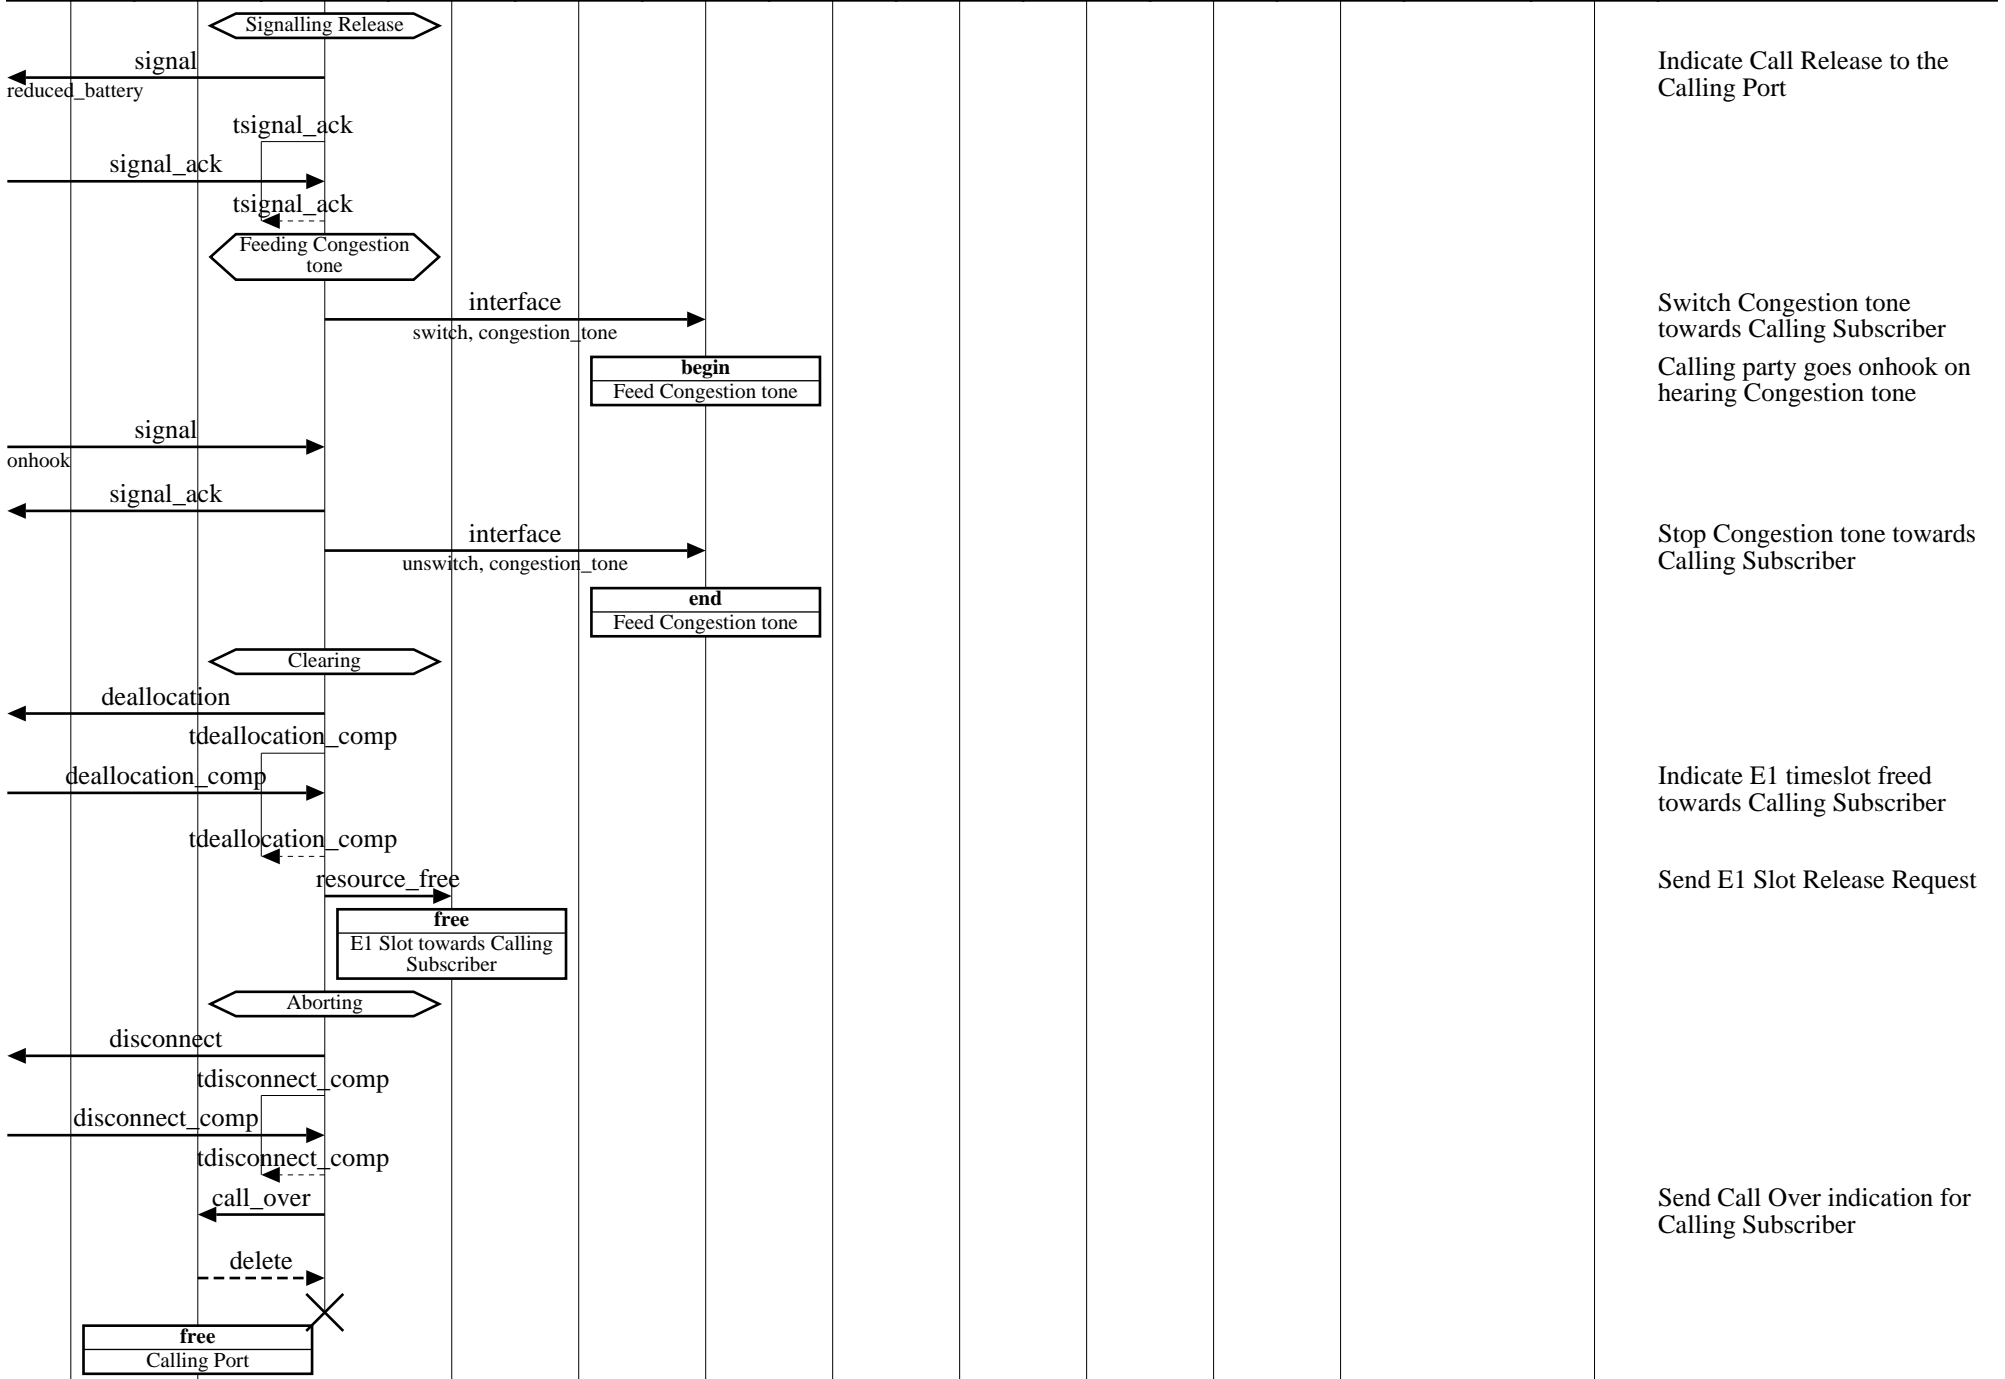 Signalling Release
signal
Indicate Call Release to the
reduced_battery
Calling Port
tsignal_ack
signal_ack
tsignal_ack
Feeding Congestion
tone
interface
Switch Congestion tone
switch, congestion_tone
towards Calling Subscriber
begin
Calling party goes onhook on
Feed Congestion tone
hearing Congestion tone
signal
onhook
signal_ack
interface
Stop Congestion tone towards
unswitch, congestion_tone
Calling Subscriber
end
Feed Congestion tone
Clearing
deallocation
tdeallocation_comp
deallocation_comp
Indicate E1 timeslot freed
towards Calling Subscriber
tdeallocation_comp
resource_free
Send E1 Slot Release Request
free
E1 Slot towards Calling
Subscriber
Aborting
disconnect
tdisconnect_comp
disconnect_comp
tdisconnect_comp
call_over
Send Call Over indication for
Calling Subscriber
delete
free
Calling Port